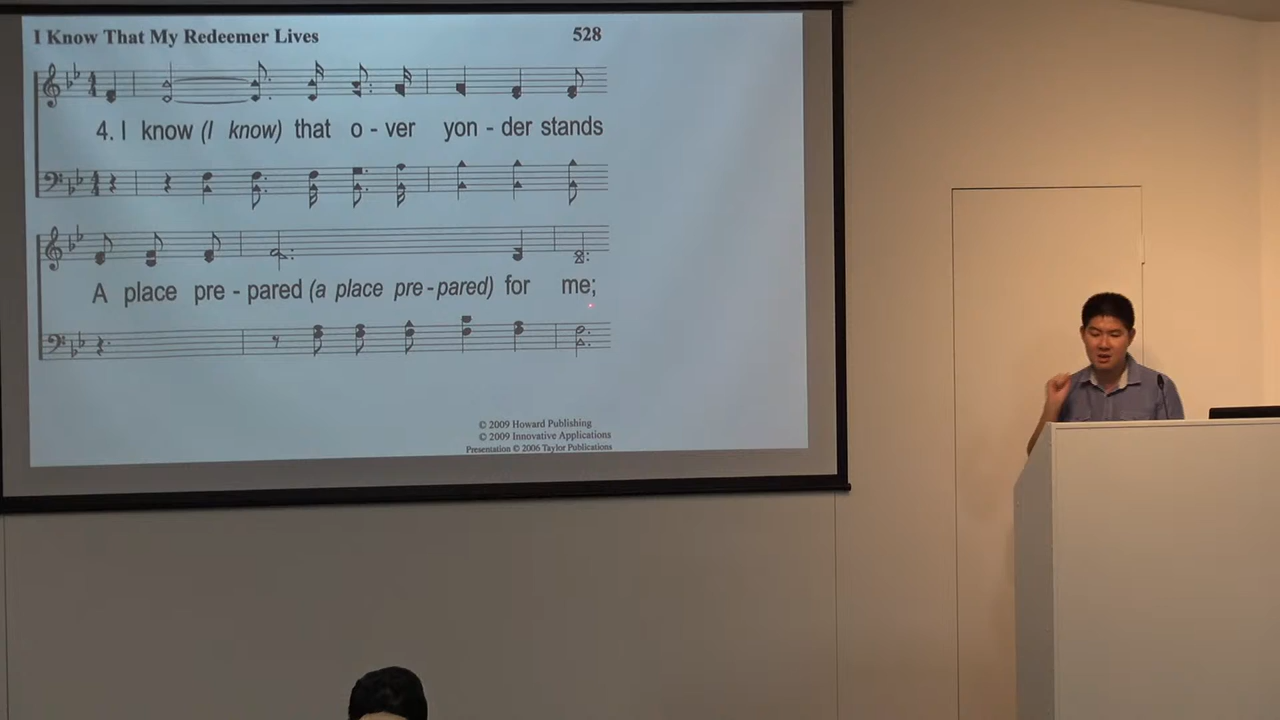 I Know That My Redeemer Lives 528
4. I know (I know) that o - ver yon - der stands
A place pre - pared (a place pre - pared) for me;
© 2009 Howard Publishing
© 2009 Innovative Applications
Presentation © 2006 Taylor Publications